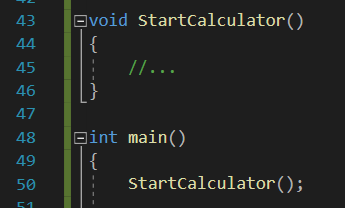 43 void StartCalculator()
44 {
45 //...
46 }
47
48 int main()
49 {
50 StartCalculator();